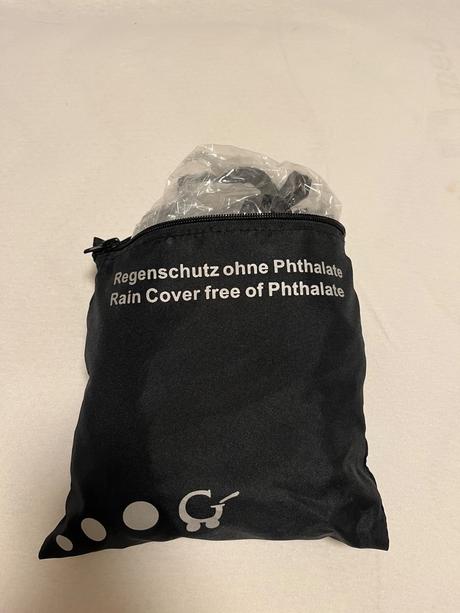 Regenschutz ohne Phthalate
Rain Cover free of Phthalate